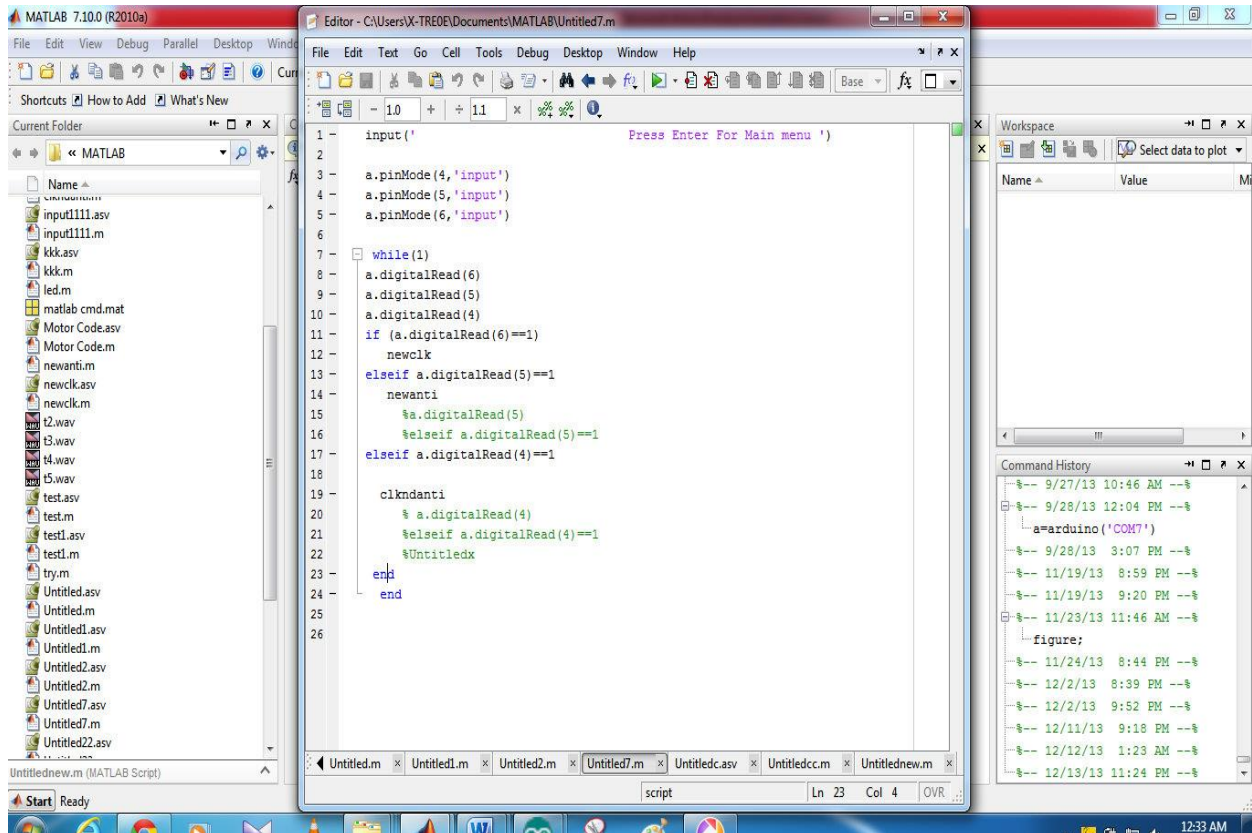 MATLAB 7.10.0 (R2010a)
File Edit View Debug Parallel Desktop Windo
Shortcuts How to Add What's New
Current Folder
« MATLAB
Name
clkndanti.m
input1111.asv
input1111.m
kkk.asv
kkk.m
led.m
matlab cmd.mat
Motor Code.asv
Motor Code.m
newanti.m
newclk.asv
newclk.m
t2.wav
t3.wav
t4.wav
t5.wav
test.asv
test.m
test1.asv
test1.m
try.m
Untitled.asv
Untitled.m
Untitled1.asv
Untitled1.m
Untitled2.asv
Untitled2.m
Untitled7.asv
Untitled7.m
Untitled22.asv
Untitlednew.m (MATLAB Script)
Start Ready
Editor - C:\Users\X-TRE0E\Documents\MATLAB\Untitled7.m
File Edit Text Go Cell Tools Debug Desktop Window Help
Base fx
- 1.0 + ÷ 1.1 ×
1 - input(' Press Enter For Main menu ')
2
3 - a.pinMode(4,'input')
4 - a.pinMode(5,'input')
5 - a.pinMode(6,'input')
6
7 - while(1)
8 - a.digitalRead(6)
9 - a.digitalRead(5)
10 - a.digitalRead(4)
11 - if (a.digitalRead(6)==1)
12 - newclk
13 - elseif a.digitalRead(5)==1
14 - newanti
15 %a.digitalRead(5)
16 %elseif a.digitalRead(5)==1
17 - elseif a.digitalRead(4)==1
18
19 - clkndanti
20 % a.digitalRead(4)
21 %elseif a.digitalRead(4)==1
22 %Untitledx
23 - end
24 - end
25
26
Untitled.m × Untitled1.m × Untitled2.m × Untitled7.m × Untitledc.asv × Untitledcc.m × Untitlednew.m ×
script Ln 23 Col 4 OVR
Workspace
Select data to plot
Name Value Mi
Command History
%-- 9/27/13 10:46 AM --%
%-- 9/28/13 12:04 PM --%
a=arduino('COM7')
%-- 9/28/13 3:07 PM --%
%-- 11/19/13 8:59 PM --%
%-- 11/19/13 9:20 PM --%
%-- 11/23/13 11:46 AM --%
figure;
%-- 11/24/13 8:44 PM --%
%-- 12/2/13 8:39 PM --%
%-- 12/2/13 9:52 PM --%
%-- 12/11/13 9:18 PM --%
%-- 12/12/13 1:23 AM --%
%-- 12/13/13 11:24 PM --%
12:33 AM